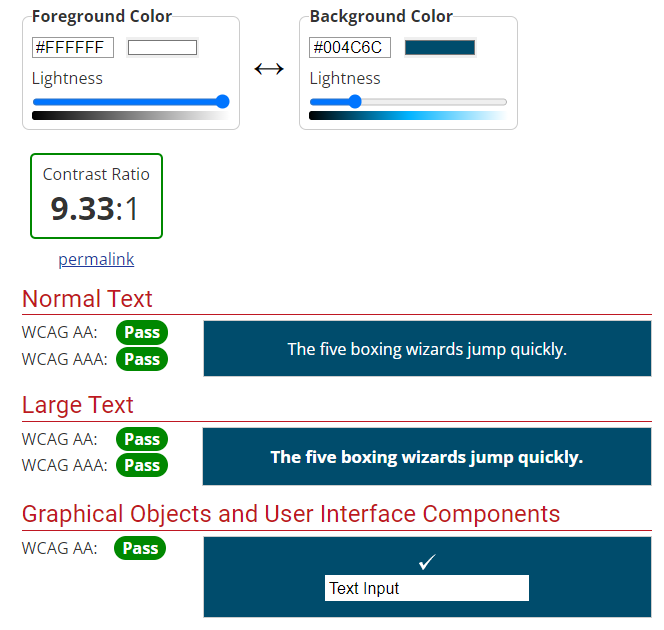 Foreground Color
#FFFFFF
Lightness
Background Color
#004C6C
Lightness
Contrast Ratio
9.33:1
permalink
Normal Text
WCAG AA: Pass
WCAG AAA: Pass
The five boxing wizards jump quickly.
Large Text
WCAG AA: Pass
WCAG AAA: Pass
The five boxing wizards jump quickly.
Graphical Objects and User Interface Components
WCAG AA: Pass
Text Input